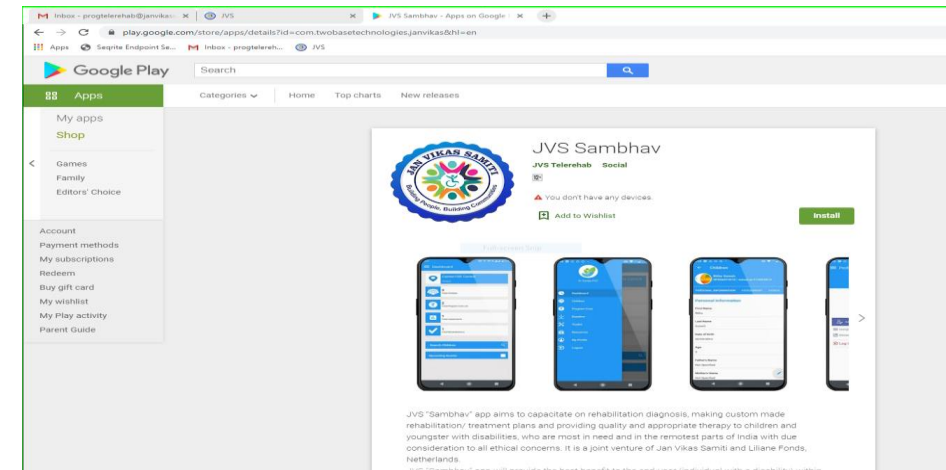 Inbox - progtelerehab@janvikas
JVS
JVS Sambhav - Apps on Google
play.google.com/store/apps/details?id=com.twobasetechnologies.janvikas&hl=en
Apps
Seqrite Endpoint Se...
Inbox - progtelereh...
JVS
Google Play
Search
Apps
Categories
Home
Top charts
New releases
My apps
Shop
Games
Family
Editors' Choice
Account
Payment methods
My subscriptions
Redeem
Buy gift card
My wishlist
My Play activity
Parent Guide
JAN VIKAS SAMITI
Building People, Building Communities
JVS Sambhav
JVS Telerehab Social
You don't have any devices.
Add to Wishlist
Install
Dashboard
Children
Personal Information
JVS "Sambhav" app aims to capacitate on rehabilitation diagnosis, making custom made
rehabilitation/ treatment plans and providing quality and appropriate therapy to children and
youngster with disabilities, who are most in need and in the remotest parts of India with due
consideration to all ethical concerns. It is a joint venture of Jan Vikas Samiti and Liliane Fonds,
Netherlands.